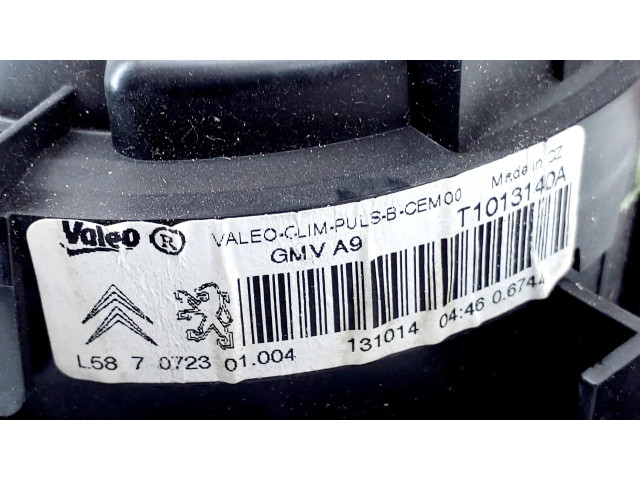 Valeo ® VALEO-CLIM-PULS-B-CEM00 Made in CZ
GMV A9 T1013140A
L58 7 0723 01.004 131014 04:46 0.6744